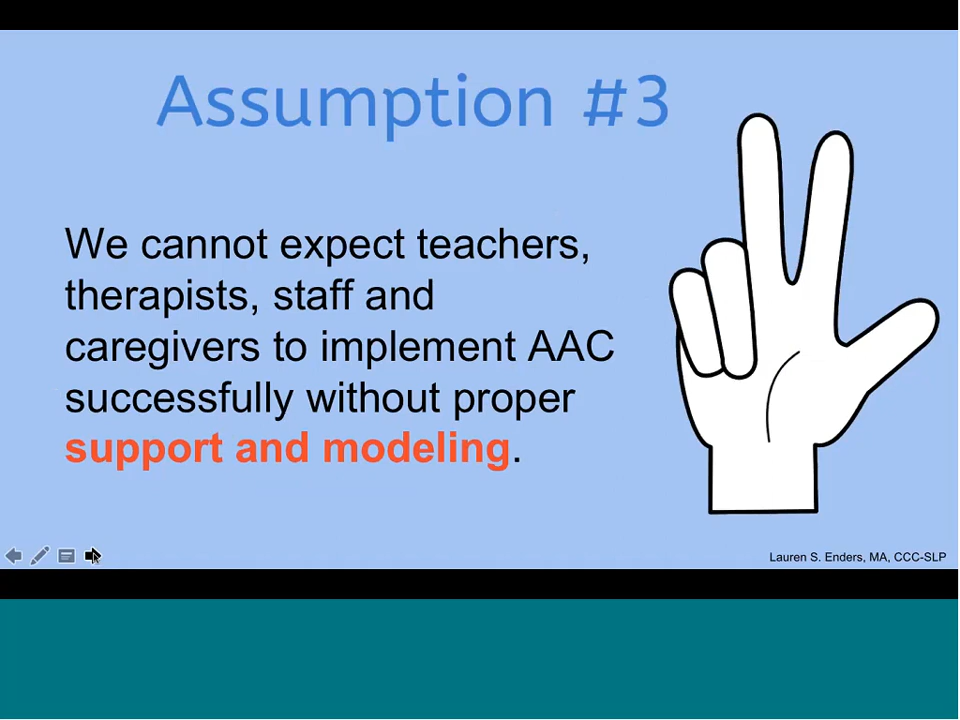 Assumption #3
We cannot expect teachers,
therapists, staff and
caregivers to implement AAC
successfully without proper
support and modeling.
Lauren S. Enders, MA, CCC-SLP